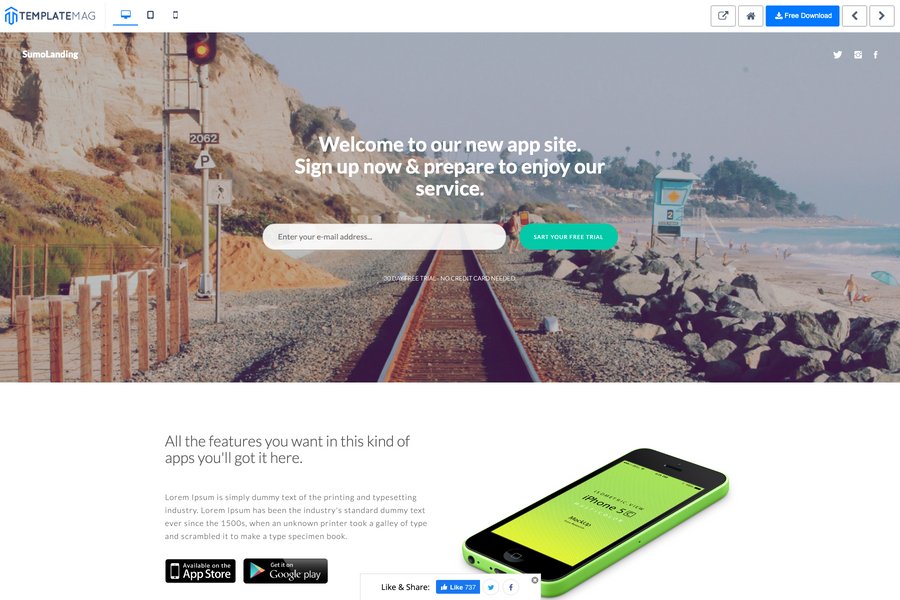 TEMPLATEMAG
Free Download
SumoLanding
2062
P
Welcome to our new app site.
Sign up now & prepare to enjoy our
service.
2
Enter your e-mail address...
SART YOUR FREE TRIAL
20 DAY FREE TRIAL - NO CREDIT CARD NEEDED.
All the features you want in this kind of
apps you'll got it here.
Lorem Ipsum is simply dummy text of the printing and typesetting
industry. Lorem Ipsum has been the industry's standard dummy text
ever since the 1500s, when an unknown printer took a galley of type
and scrambled it to make a type specimen book.
ISOMETRIC VIEW
iPhone 5C
MockUp
Available on the
App Store
Get it on
Google play
Like & Share:
Like 737